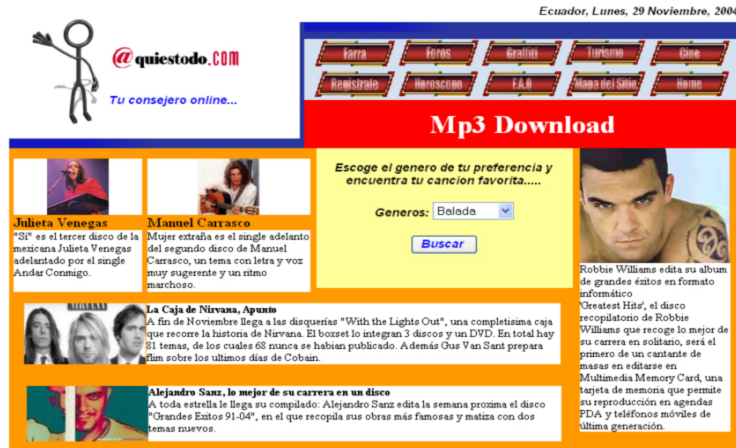 Ecuador, Lunes, 29 Noviembre, 2004
@quiestodo.com
Tu consejero online...
Farra
Foros
Graffiti
Turismo
Cine
Registrate
Horoscopo
F.A.Q
Mapa del Sitio
Home
Mp3 Download
Julieta Venegas
"Sí" es el tercer disco de la
mexicana Julieta Venegas
adelantado por el single
Andar Conmigo.
Manuel Carrasco
Mujer extraña es el single adelanto
del segundo disco de Manuel
Carrasco, un tema con letra y voz
muy sugerente y un ritmo
marchoso.
Escoge el genero de tu preferencia y
encuentra tu cancion favorita.....
Generos: Balada
Buscar
Robbie Williams edita su album
de grandes éxitos en formato
informático
'Greatest Hits', el disco
recopilatorio de Robbie
Williams que recoge lo mejor de
su carrera en solitario, será el
primero de un cantante de
masas en editarse en
Multimedia Memory Card, una
tarjeta de memoria que permite
su reproducción en agendas
PDA y teléfonos móviles de
última generación.
NIRVANA
La Caja de Nirvana, Apunto
A fin de Noviembre llega a las disquerías "With the Lights Out", una completisima caja
que recorre la historia de Nirvana. El boxset lo integran 3 discos y un DVD. En total hay
81 temas, de los cuales 68 nunca se habian publicado. Además Gus Van Sant prepara
flim sobre los ultimos días de Cobain.
Alejandro Sanz, lo mejor de su carrera en un disco
A toda estrella le llega su compilado: Alejandro Sanz edita la semana proxima el disco
"Grandes Exitos 91-04", en el que recopila sus obras más famosas y matiza con dos
temas nuevos.